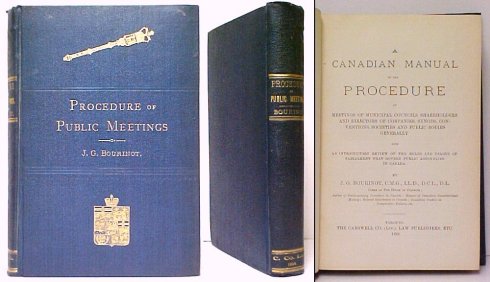 PROCEDURE OF
PUBLIC MEETINGS
J. G. BOURINOT.
PROCEDURE
OF
PUBLIC MEETINGS
BOURINOT
C. Co. L
A
CANADIAN MANUAL
ON THE
PROCEDURE
AT
MEETINGS OF MUNICIPAL COUNCILS, SHAREHOLDERS
AND DIRECTORS OF COMPANIES, SYNODS, CON-
VENTIONS, SOCIETIES AND PUBLIC BODIES
GENERALLY
WITH
AN INTRODUCTORY REVIEW OF THE RULES AND USAGES OF
PARLIAMENT THAT GOVERN PUBLIC ASSEMBLIES
IN CANADA
BY
J. G. BOURINOT, C.M.G., LL.D., D.C.L., D.L.
TORONTO
THE CARSWELL CO. (LTD.), LAW PUBLISHERS, ETC